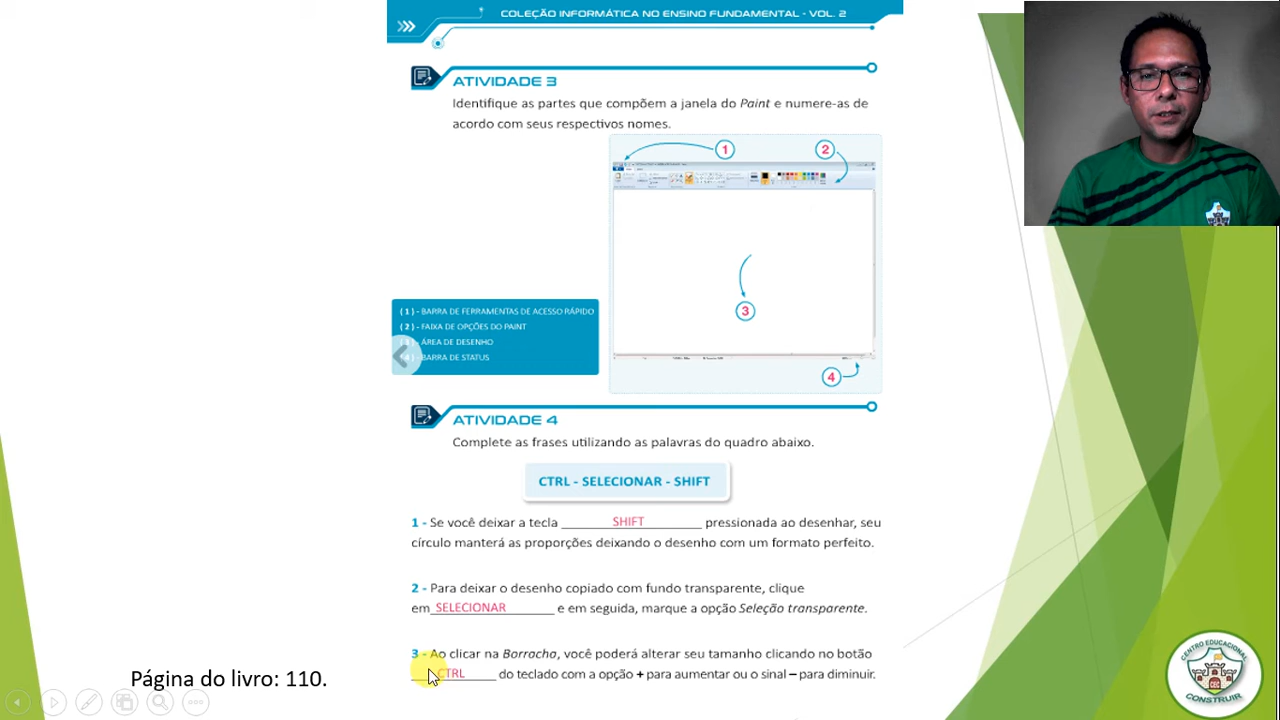 COLEÇÃO INFORMÁTICA NO ENSINO FUNDAMENTAL - VOL. 2
ATIVIDADE 3
Identifique as partes que compõem a janela do Paint e numere-as de
acordo com seus respectivos nomes.
1
2
3
4
( 1 ) - BARRA DE FERRAMENTAS DE ACESSO RÁPIDO
( 2 ) - FAIXA DE OPÇÕES DO PAINT
( 3 ) - ÁREA DE DESENHO
BARRA DE STATUS
ATIVIDADE 4
Complete as frases utilizando as palavras do quadro abaixo.
CTRL - SELECIONAR - SHIFT
1 - Se você deixar a tecla SHIFT pressionada ao desenhar, seu
círculo manterá as proporções deixando o desenho com um formato perfeito.
2 - Para deixar o desenho copiado com fundo transparente, clique
em SELECIONAR e em seguida, marque a opção Seleção transparente.
3 - Ao clicar na Borracha, você poderá alterar seu tamanho clicando no botão
CTRL do teclado com a opção + para aumentar ou o sinal – para diminuir.
Página do livro: 110.
CENTRO EDUCACIONAL
CEC
CONSTRUIR